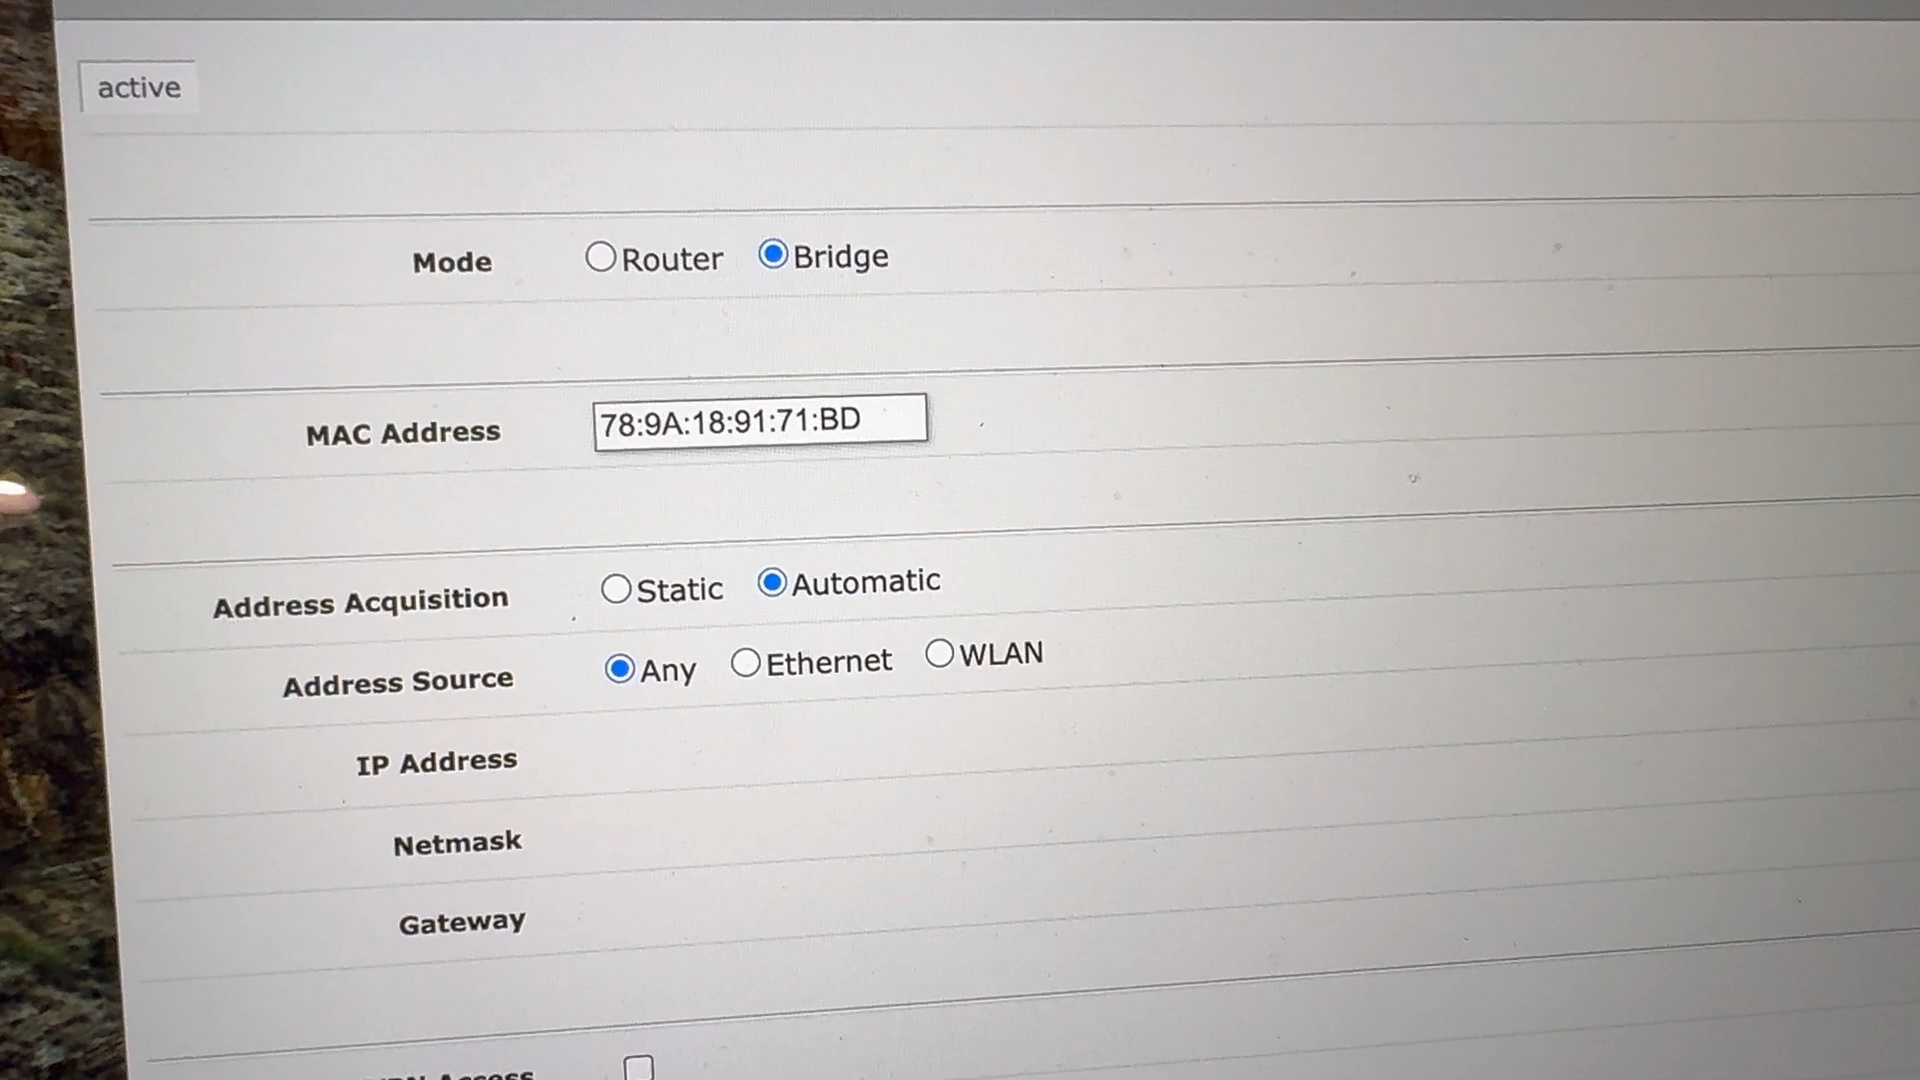 active
Mode Router Bridge
MAC Address 78:9A:18:91:71:BD
Address Acquisition Static Automatic
Address Source Any Ethernet WLAN
IP Address
Netmask
Gateway
Access